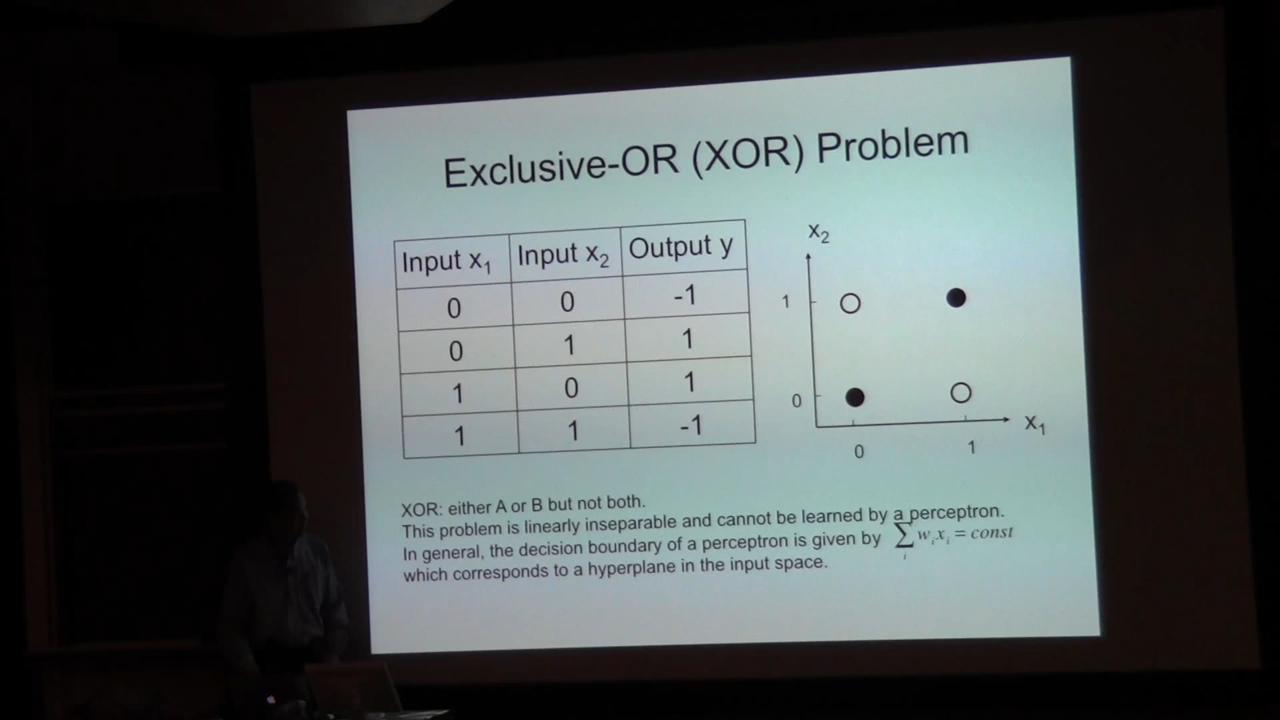 Exclusive-OR (XOR) Problem
Input x₁ Input x₂ Output y
0 0 -1
0 1 1
1 0 1
1 1 -1
x₂
1
0
x₁
0 1
XOR: either A or B but not both.
This problem is linearly inseparable and cannot be learned by a perceptron.
In general, the decision boundary of a perceptron is given by ∑ᵢ wᵢxᵢ = const
which corresponds to a hyperplane in the input space.